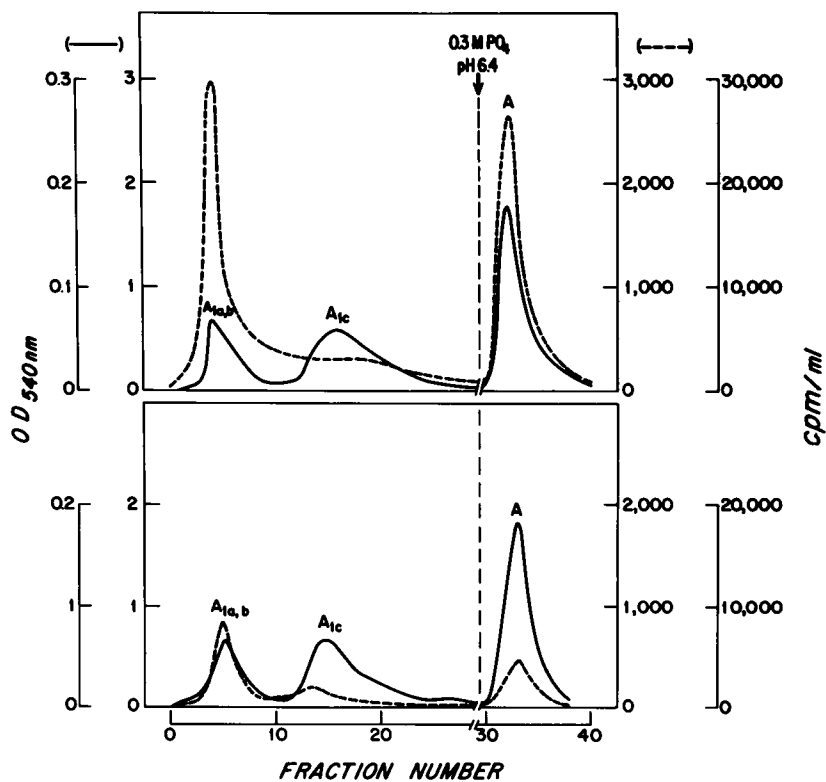 (——) 0.3 M PO₄ (-----)
pH 6.4
0.3 3 3,000 30,000
A
0.2 2 2,000 20,000
0.1 1 1,000 10,000
A1a,b A1c
0 0 0 0
OD 540nm
cpm/ml
0.2 2 2,000 20,000
A
1 1,000 10,000
A1a,b A1c
0 0 0 0
0 10 20 30 40
FRACTION NUMBER